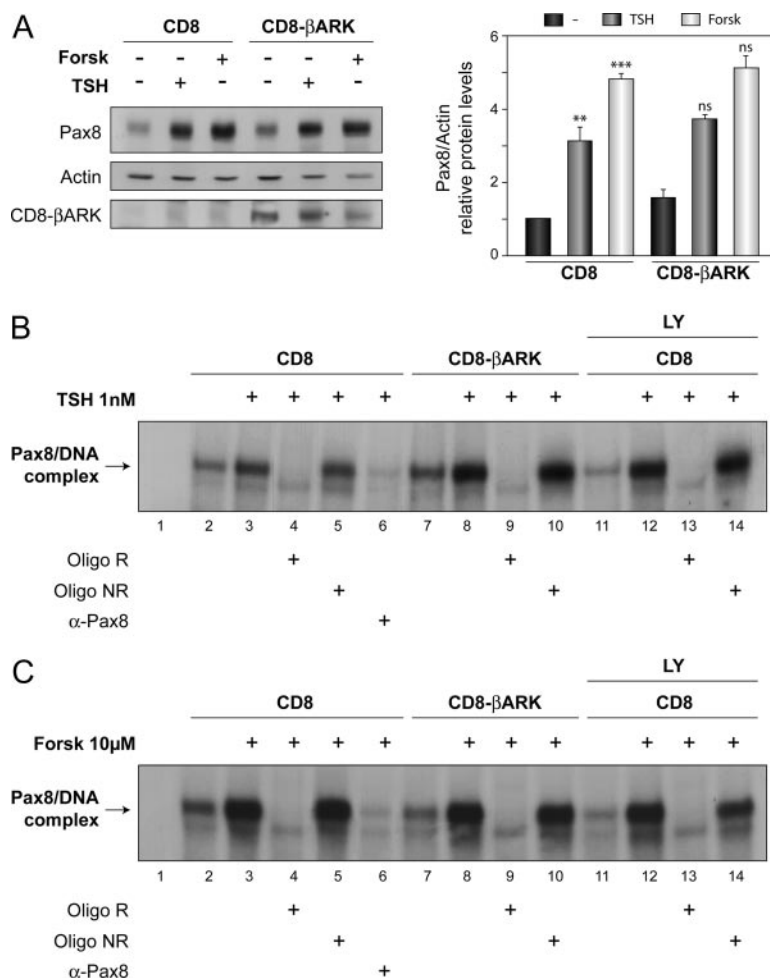 A
CD8 CD8-βARK
Forsk - - + - - +
TSH - + - - + -
Pax8
Actin
CD8-βARK
- TSH Forsk
Pax8/Actin
relative protein levels
6
4
2
0
** *** ns ns
CD8 CD8-βARK
B
LY
CD8 CD8-βARK CD8
TSH 1nM + + + + + + + + + +
Pax8/DNA
complex
1 2 3 4 5 6 7 8 9 10 11 12 13 14
Oligo R + + +
Oligo NR + + +
α-Pax8 +
C
LY
CD8 CD8-βARK CD8
Forsk 10μM + + + + + + + + + +
Pax8/DNA
complex
1 2 3 4 5 6 7 8 9 10 11 12 13 14
Oligo R + + +
Oligo NR + + +
α-Pax8 +